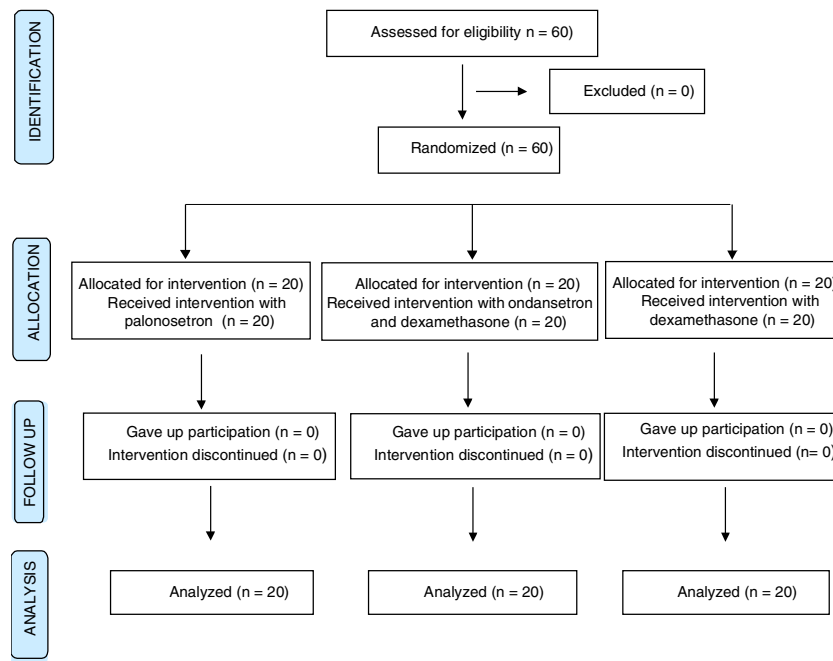 IDENTIFICATION
Assessed for eligibility n = 60)
Excluded (n = 0)
Randomized (n = 60)
ALLOCATION
Allocated for intervention (n = 20)
Received intervention with
palonosetron (n = 20)
Allocated for intervention (n = 20)
Received intervention with ondansetron
and dexamethasone (n = 20)
Allocated for intervention (n = 20)
Received intervention with
dexamethasone (n = 20)
FOLLOW UP
Gave up participation (n = 0)
Intervention discontinued (n = 0)
Gave up participation (n = 0)
Intervention discontinued (n = 0)
Gave up participation (n = 0)
Intervention discontinued (n= 0)
ANALYSIS
Analyzed (n = 20)
Analyzed (n = 20)
Analyzed (n = 20)